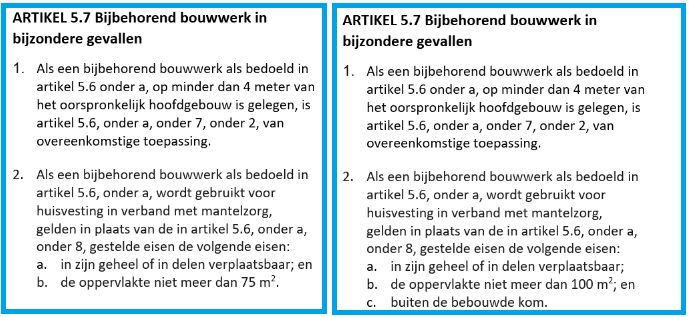 ARTIKEL 5.7 Bijbehorend bouwwerk in
bijzondere gevallen
1. Als een bijbehorend bouwwerk als bedoeld in
artikel 5.6 onder a, op minder dan 4 meter van
het oorspronkelijk hoofdgebouw is gelegen, is
artikel 5.6, onder a, onder 7, onder 2, van
overeenkomstige toepassing.
2. Als een bijbehorend bouwwerk als bedoeld in
artikel 5.6, onder a, wordt gebruikt voor
huisvesting in verband met mantelzorg,
gelden in plaats van de in artikel 5.6, onder a,
onder 8, gestelde eisen de volgende eisen:
a. in zijn geheel of in delen verplaatsbaar; en
b. de oppervlakte niet meer dan 75 m².
ARTIKEL 5.7 Bijbehorend bouwwerk in
bijzondere gevallen
1. Als een bijbehorend bouwwerk als bedoeld in
artikel 5.6 onder a, op minder dan 4 meter van
het oorspronkelijk hoofdgebouw is gelegen, is
artikel 5.6, onder a, onder 7, onder 2, van
overeenkomstige toepassing.
2. Als een bijbehorend bouwwerk als bedoeld in
artikel 5.6, onder a, wordt gebruikt voor
huisvesting in verband met mantelzorg,
gelden in plaats van de in artikel 5.6, onder a,
onder 8, gestelde eisen de volgende eisen:
a. in zijn geheel of in delen verplaatsbaar;
b. de oppervlakte niet meer dan 100 m²; en
c. buiten de bebouwde kom.